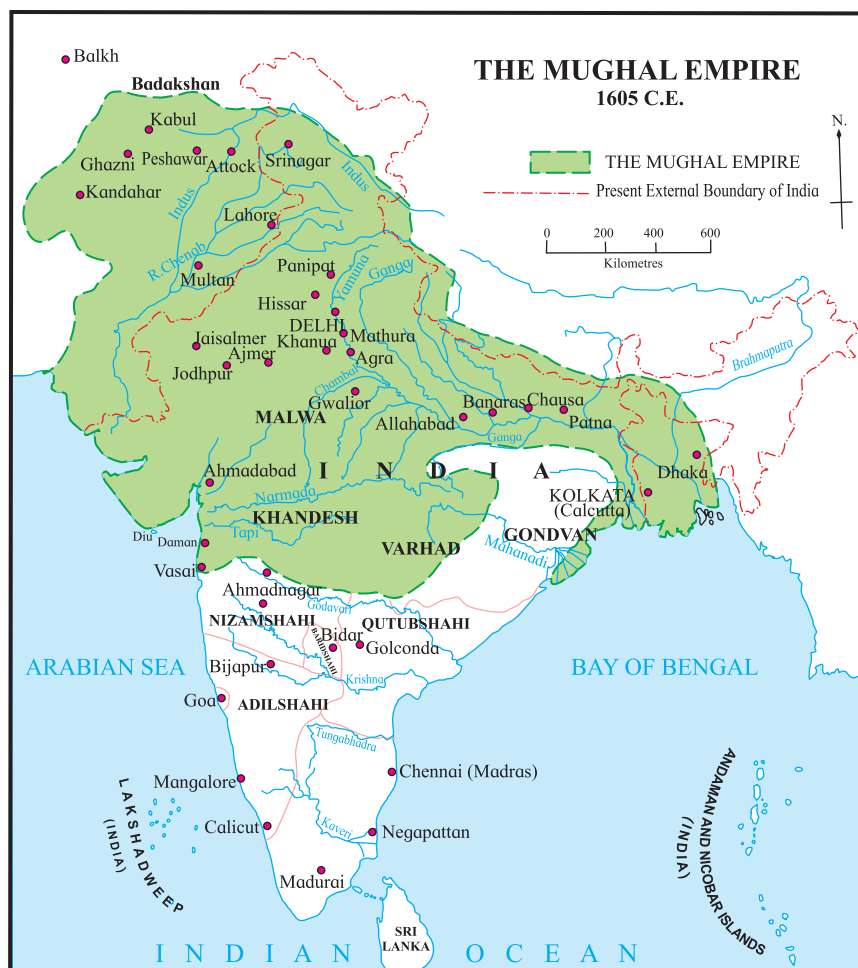 Balkh
Badakshan
THE MUGHAL EMPIRE
1605 C.E.
N.
THE MUGHAL EMPIRE
Present External Boundary of India
0 200 400 600
Kilometres
Kabul
Ghazni
Peshawar
Attock
Srinagar
Indus
Kandahar
Indus
Lahore
R.Chenab
Multan
Panipat
Yamuna
Ganga
Hissar
DELHI
Mathura
Khanua
Agra
Jaisalmer
Ajmer
Jodhpur
Chambal
Gwalior
MALWA
Allahabad
Banaras
Chausa
Patna
Ganga
Brahmaputra
Ahmadabad
INDIA
Dhaka
KOLKATA
(Calcutta)
Narmada
KHANDESH
Tapi
Diu
Daman
VARHAD
GONDVAN
Mahanadi
Vasai
Ahmadnagar
Godavari
NIZAMSHAHI
QUTUBSHAHI
Bidar
BARIDSHAHI
Golconda
ARABIAN SEA
BAY OF BENGAL
Bijapur
Krishna
Goa
ADILSHAHI
Tungabhadra
Mangalore
Chennai (Madras)
LAKSHADWEEP
(INDIA)
Calicut
Kaveri
Negapattan
Madurai
ANDAMAN AND NICOBAR ISLANDS
(INDIA)
SRI
LANKA
INDIAN OCEAN